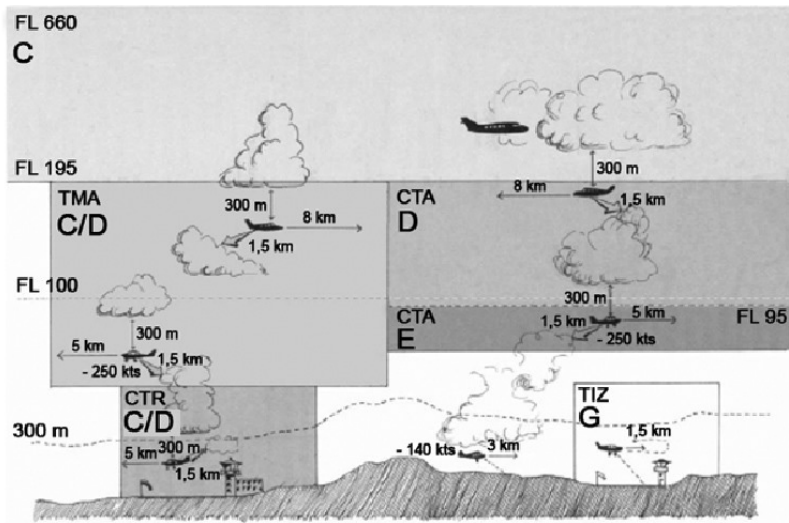 FL 660
C
300 m
FL 195
8 km
1,5 km
TMA
C/D
300 m
8 km
1,5 km
CTA
D
FL 100
300 m
CTA
E
1,5 km
5 km
- 250 kts
FL 95
300 m
5 km
1,5 km
- 250 kts
CTR
C/D
300 m
5 km
1,5 km
300 m
- 140 kts
3 km
TIZ
G
1,5 km